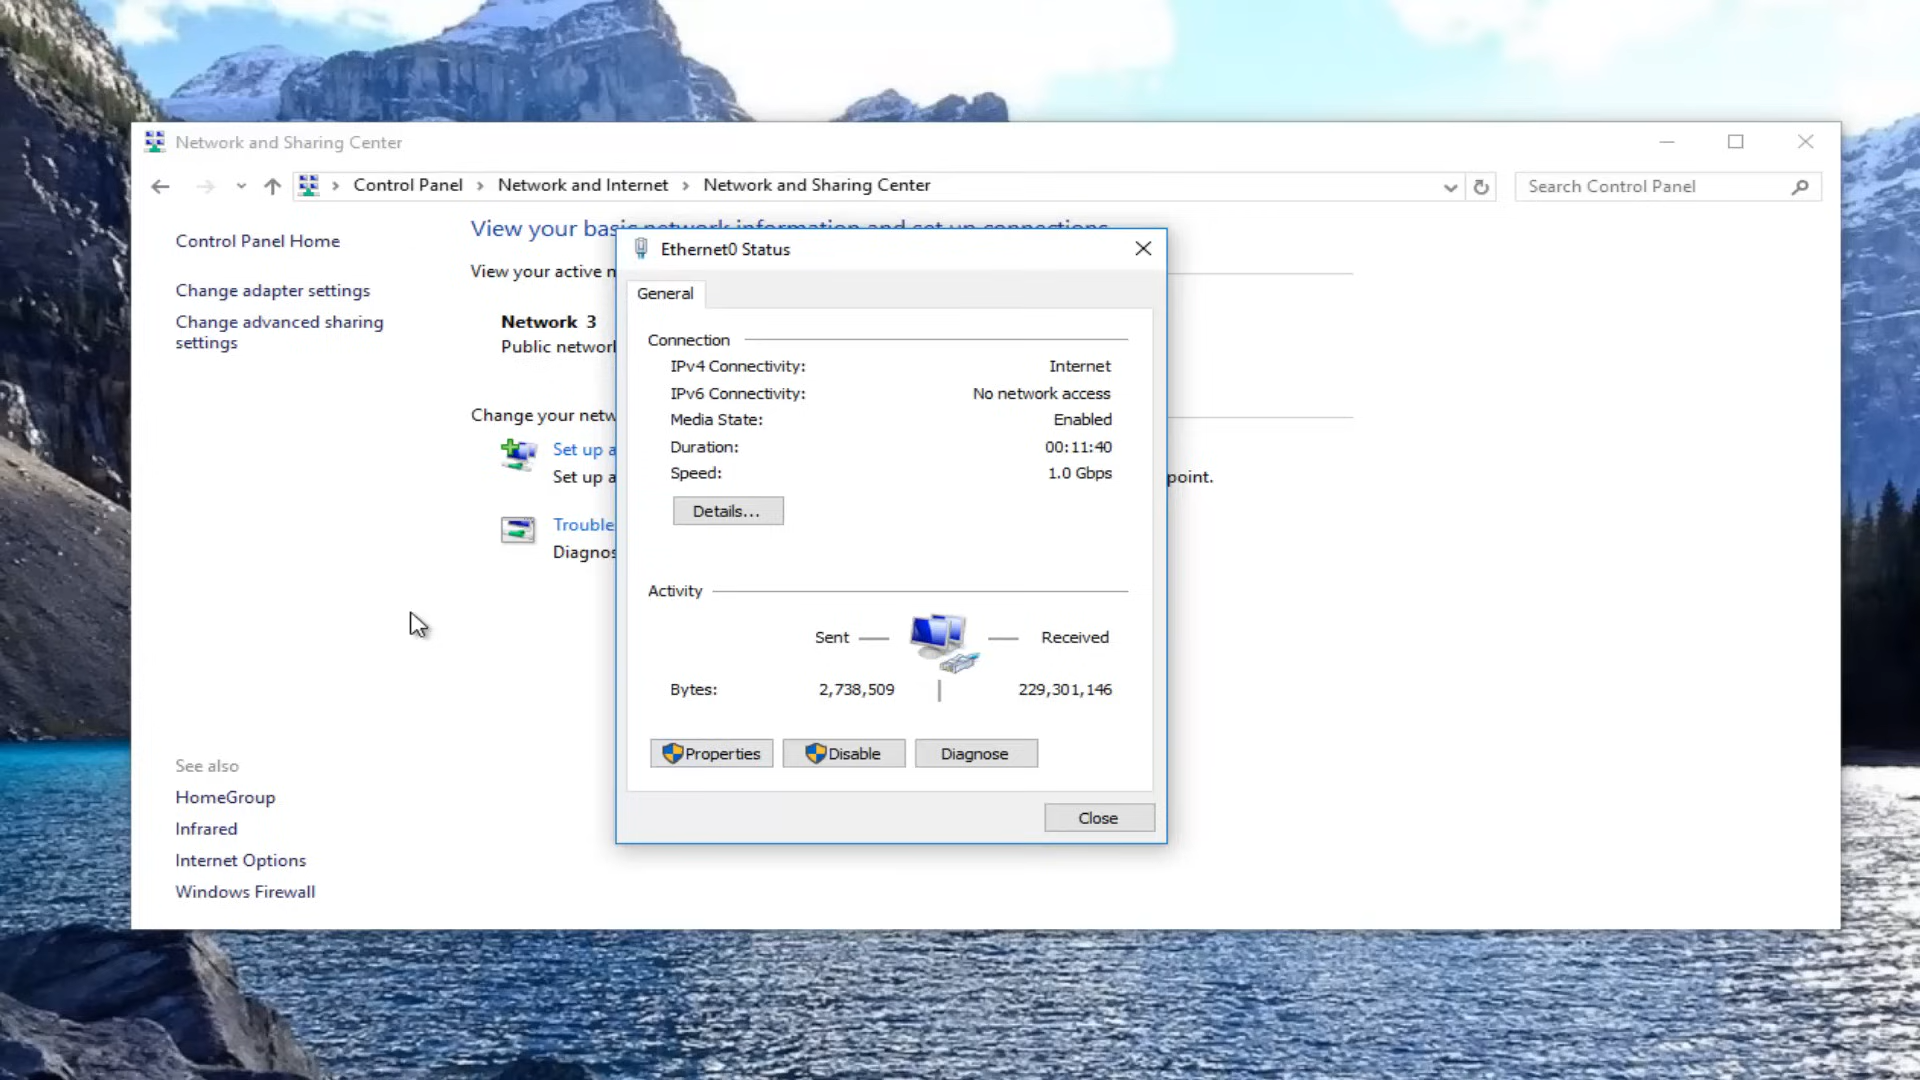 Network and Sharing Center
Control Panel > Network and Internet > Network and Sharing Center
Search Control Panel
Control Panel Home
Change adapter settings
Change advanced sharing
settings
See also
HomeGroup
Infrared
Internet Options
Windows Firewall
View your basic network information and set up connections
View your active n
Network 3
Public networ
Change your netw
Set up a
Set up a
point.
Trouble
Diagnos
Ethernet0 Status
General
Connection
IPv4 Connectivity: Internet
IPv6 Connectivity: No network access
Media State: Enabled
Duration: 00:11:40
Speed: 1.0 Gbps
Details...
Activity
Sent — — Received
Bytes: 2,738,509 | 229,301,146
Properties Disable Diagnose
Close